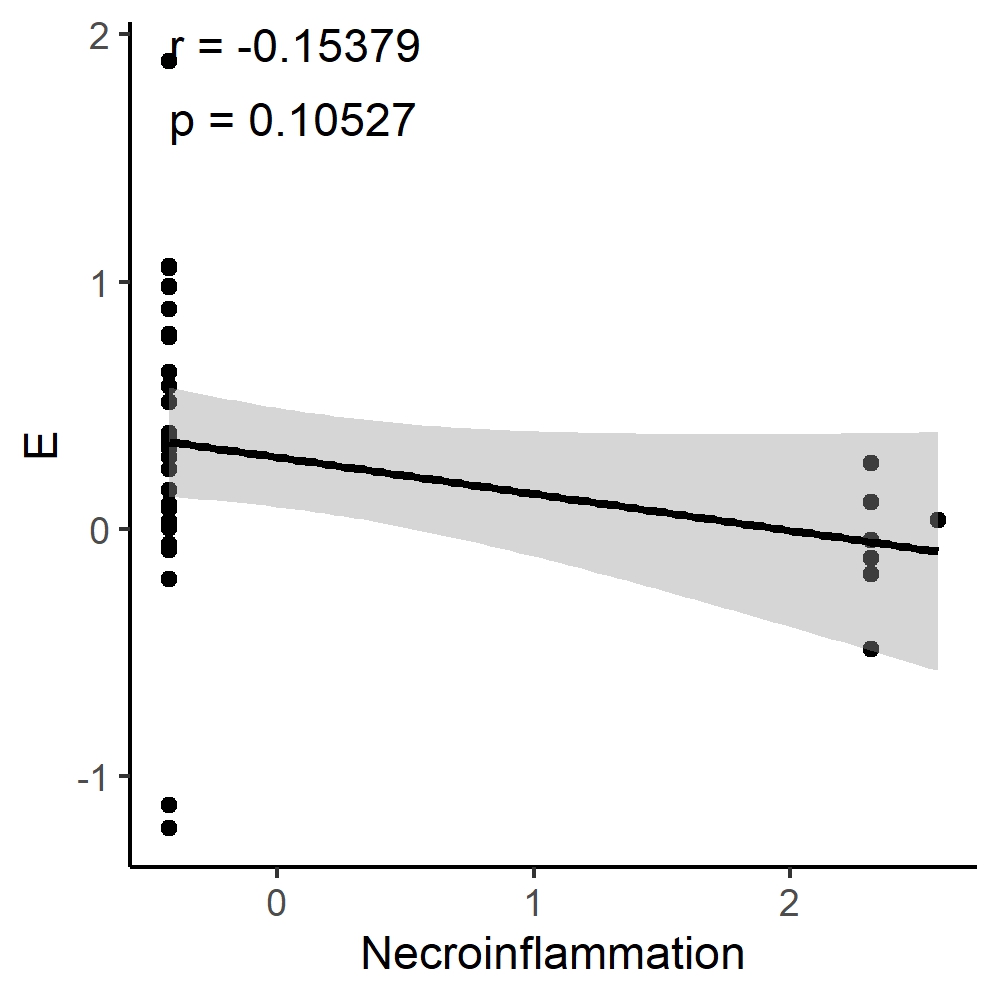 r = -0.15379
p = 0.10527
2
1
0
-1
E
0 1 2
Necroinflammation